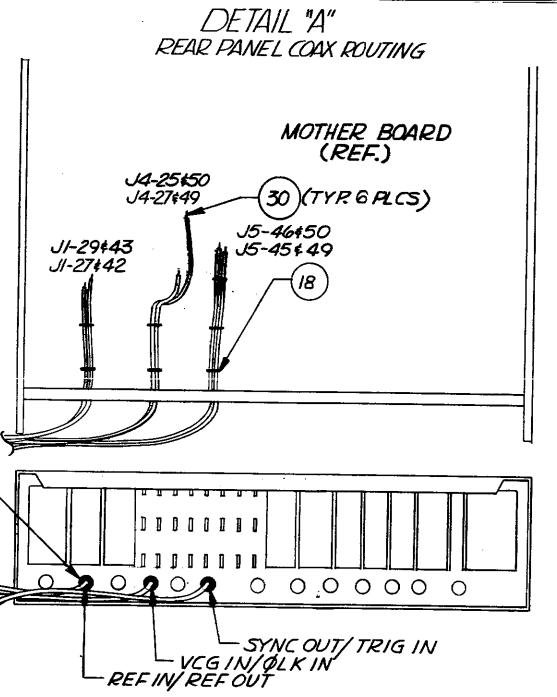 DETAIL "A"
REAR PANEL COAX ROUTING
MOTHER BOARD
(REF.)
J4-25¢50
J4-27¢49
30 (TYP. 6 PLCS)
J5-46¢50
J5-45¢49
J1-29¢43
J1-27¢42
18
SYNC OUT/TRIG IN
VCG IN/ØLK IN
REF IN/REF OUT